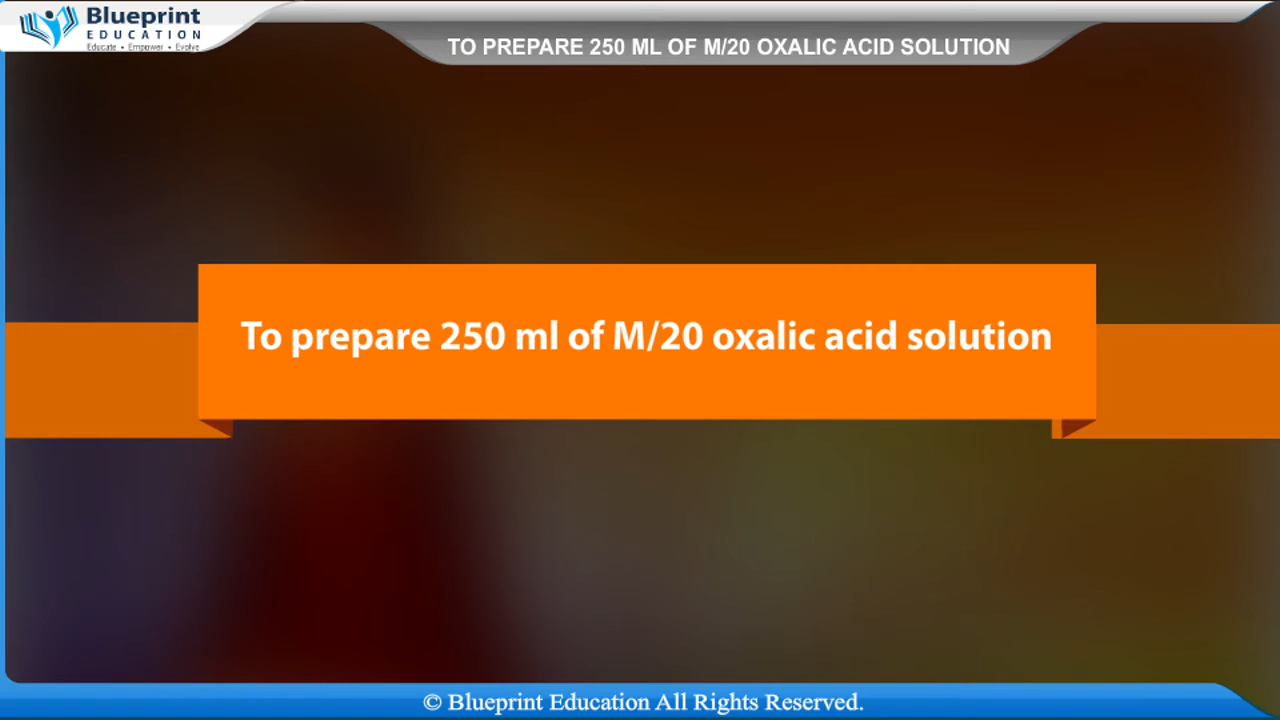 Blueprint
EDUCATION
Educate • Empower • Evolve
TO PREPARE 250 ML OF M/20 OXALIC ACID SOLUTION
To prepare 250 ml of M/20 oxalic acid solution
© Blueprint Education All Rights Reserved.